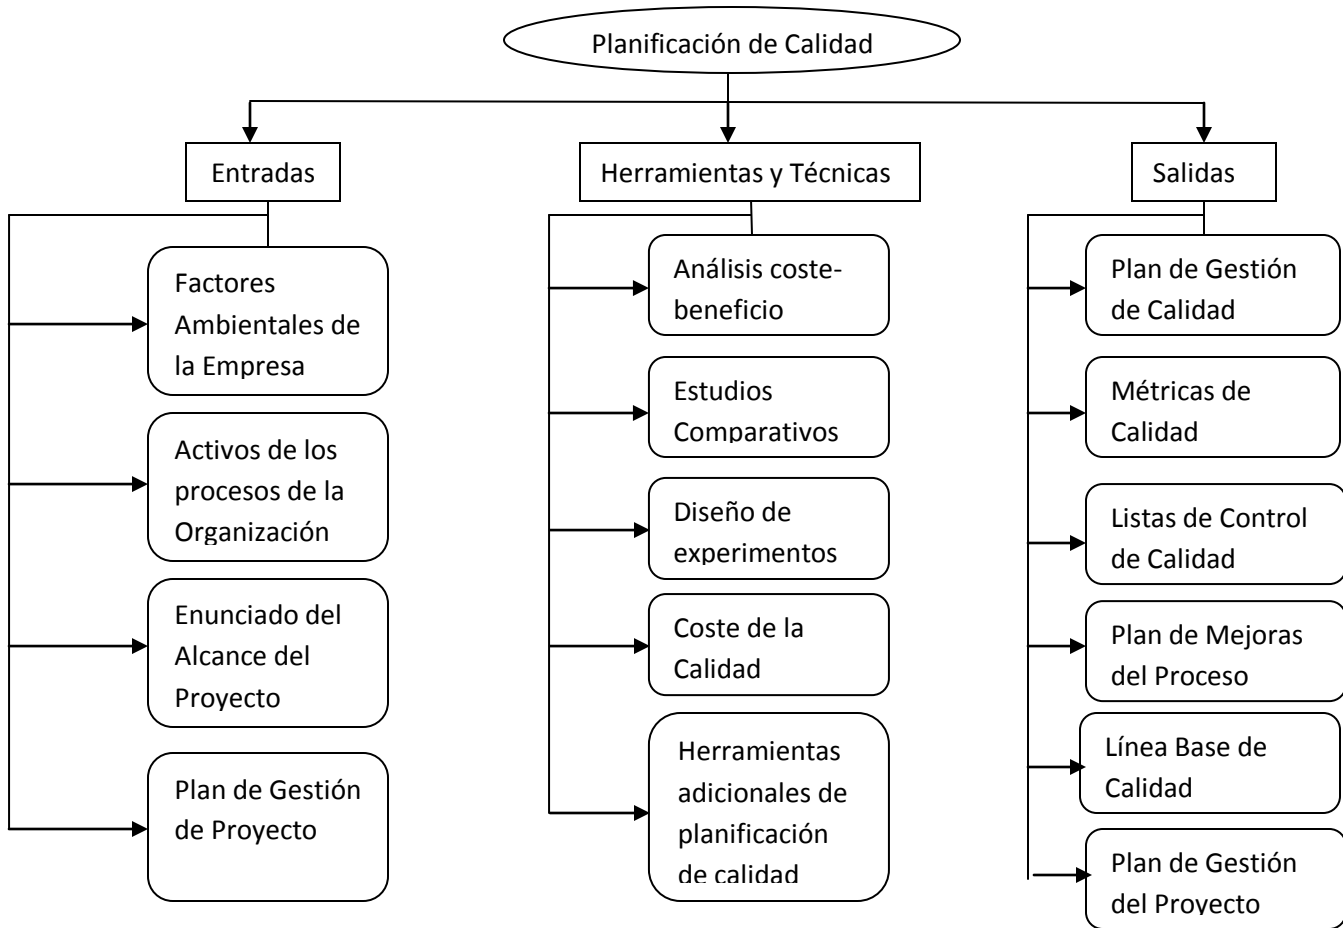 Planificación de Calidad
Entradas
Herramientas y Técnicas
Salidas
Factores
Ambientales de
la Empresa
Activos de los
procesos de la
Organización
Enunciado del
Alcance del
Proyecto
Plan de Gestión
de Proyecto
Análisis coste-
beneficio
Estudios
Comparativos
Diseño de
experimentos
Coste de la
Calidad
Herramientas
adicionales de
planificación
de calidad
Plan de Gestión
de Calidad
Métricas de
Calidad
Listas de Control
de Calidad
Plan de Mejoras
del Proceso
Línea Base de
Calidad
Plan de Gestión
del Proyecto